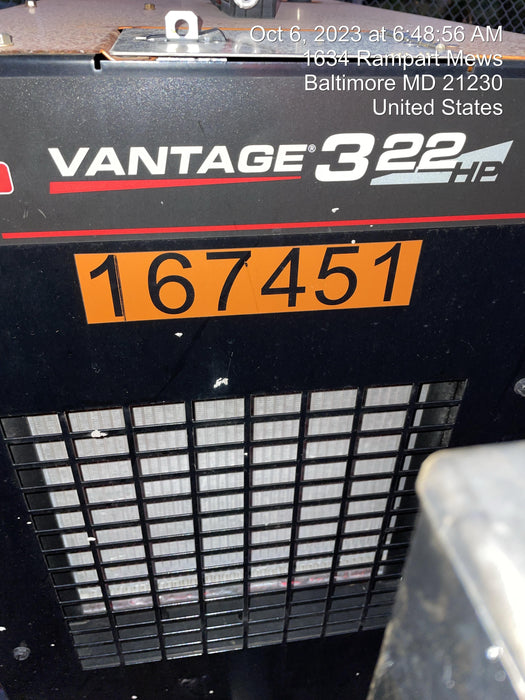 Oct 6, 2023 at 6:48:56 AM
1634 Rampart Mews
Baltimore MD 21230
United States
VANTAGE® 322 HP
167451